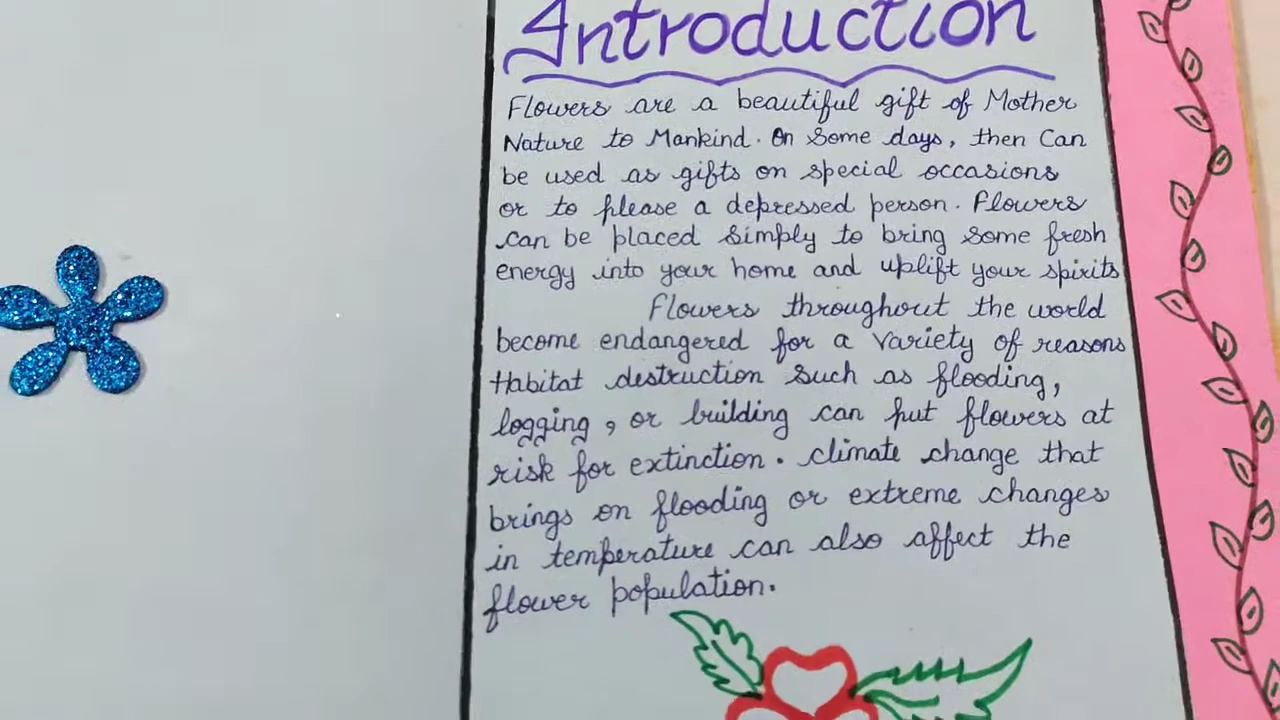 Introduction
Flowers are a beautiful gift of Mother
Nature to Mankind. On Some days, then Can
be used as gifts on special occasions
or to please a depressed person. Flowers
can be placed simply to bring some fresh
energy into your home and uplift your spirits
Flowers throughout the world
become endangered for a variety of reasons
Habitat destruction such as flooding,
logging, or building can put flowers at
risk for extinction. climate change that
brings on flooding or extreme changes
in temperature can also affect the
flower population.